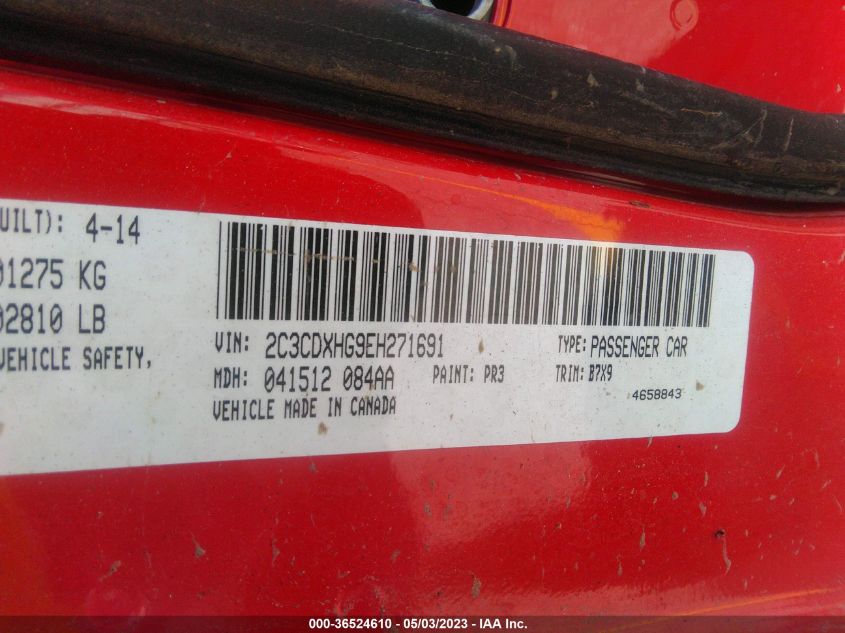 UILT): 4-14
01275 KG
02810 LB
VEHICLE SAFETY,
VIN: 2C3CDXHG9EH271691 TYPE: PASSENGER CAR
MDH: 041512 084AA PAINT: PR3 TRIM: B7X9
VEHICLE MADE IN CANADA 4658843
000-36524610 - 05/03/2023 - IAA Inc.